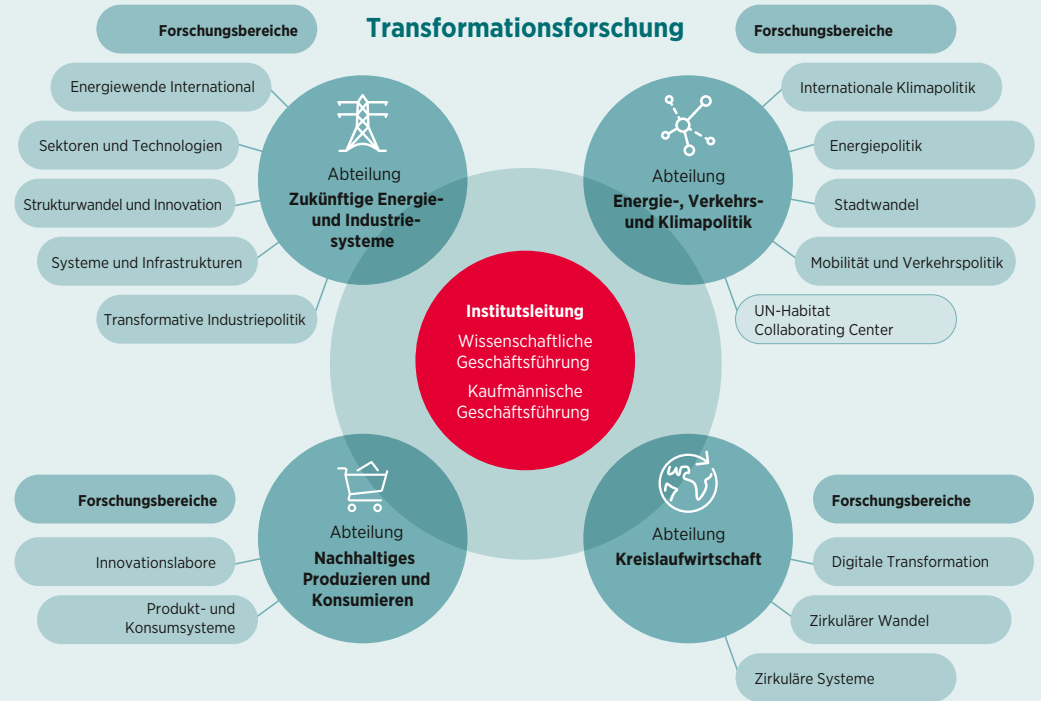 Transformationsforschung
Forschungsbereiche
Energiewende International
Sektoren und Technologien
Strukturwandel und Innovation
Systeme und Infrastrukturen
Transformative Industriepolitik
Abteilung
Zukünftige Energie-
und Industrie-
systeme
Forschungsbereiche
Internationale Klimapolitik
Energiepolitik
Stadtwandel
Mobilität und Verkehrspolitik
UN-Habitat
Collaborating Center
Abteilung
Energie-, Verkehrs-
und Klimapolitik
Institutsleitung
Wissenschaftliche
Geschäftsführung
Kaufmännische
Geschäftsführung
Forschungsbereiche
Innovationslabore
Produkt- und
Konsumsysteme
Abteilung
Nachhaltiges
Produzieren und
Konsumieren
Abteilung
Kreislaufwirtschaft
Forschungsbereiche
Digitale Transformation
Zirkulärer Wandel
Zirkuläre Systeme